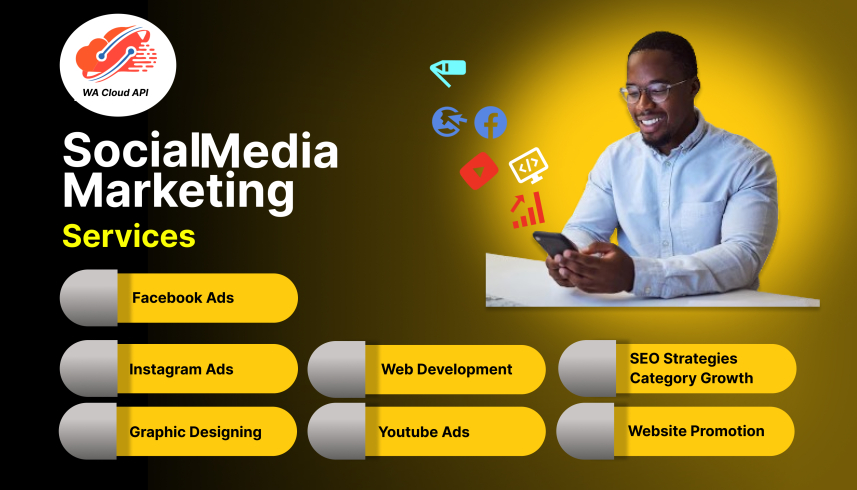 WA Cloud API
SocialMedia
Marketing
Services
Facebook Ads
Instagram Ads
Web Development
SEO Strategies
Category Growth
Graphic Designing
Youtube Ads
Website Promotion